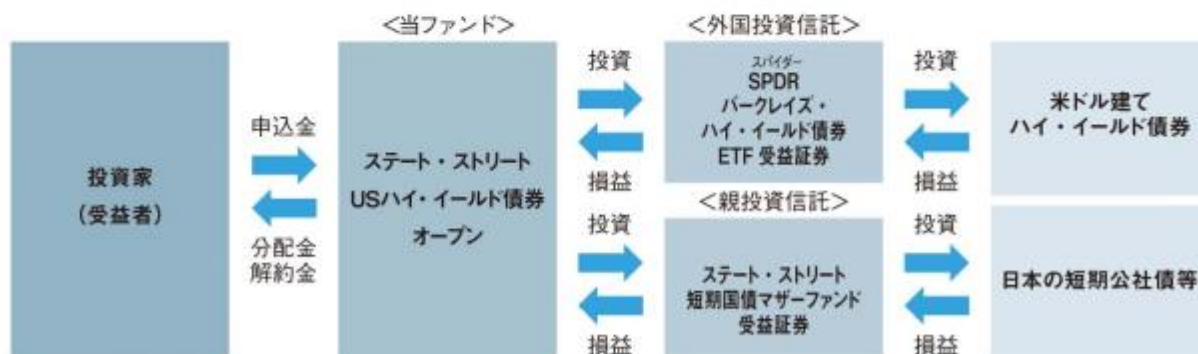 投資家
(受益者)
申込金
分配金
解約金
<当ファンド>
ステート・ストリート
USハイ・イールド債券
オープン
投資
損益
投資
損益
<外国投資信託>
スパイダー
SPDR
バークレイズ・
ハイ・イールド債券
ETF 受益証券
<親投資信託>
ステート・ストリート
短期国債マザーファンド
受益証券
投資
損益
投資
損益
米ドル建て
ハイ・イールド債券
日本の短期公社債等